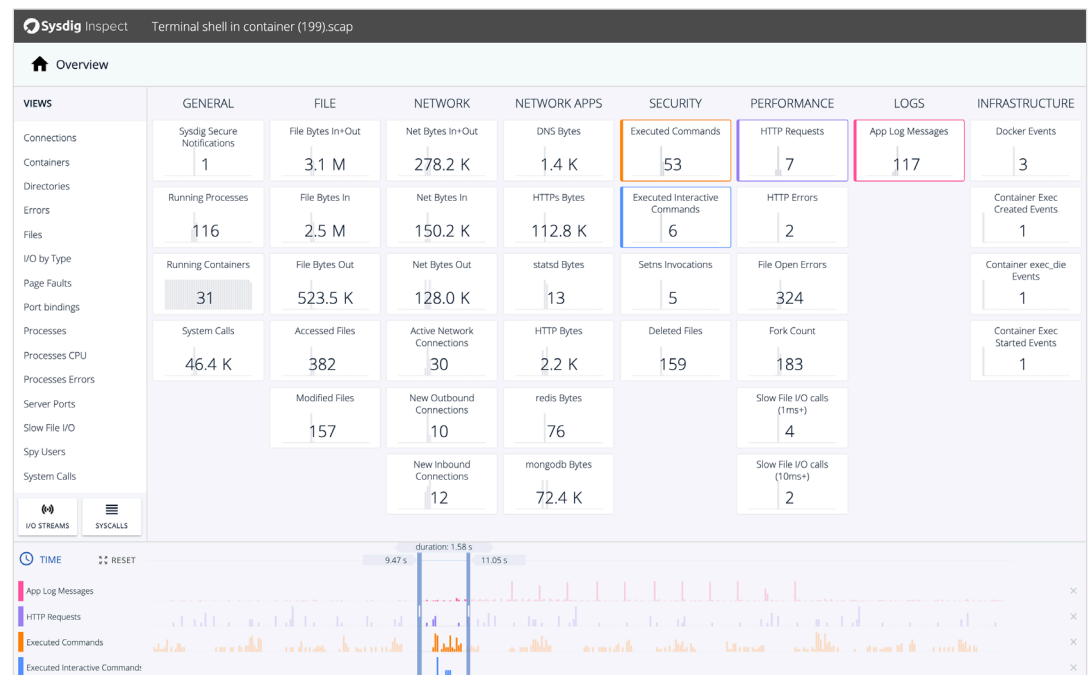 Sysdig Inspect Terminal shell in container (199).scap
Overview
VIEWS
Connections
Containers
Directories
Errors
Files
I/O by Type
Page Faults
Port bindings
Processes
Processes CPU
Processes Errors
Server Ports
Slow File I/O
Spy Users
System Calls
I/O STREAMS
SYSCALLS
GENERAL
Sysdig Secure
Notifications
1
Running Processes
116
Running Containers
31
System Calls
46.4 K
FILE
File Bytes In+Out
3.1 M
File Bytes In
2.5 M
File Bytes Out
523.5 K
Accessed Files
382
Modified Files
157
NETWORK
Net Bytes In+Out
278.2 K
Net Bytes In
150.2 K
Net Bytes Out
128.0 K
Active Network
Connections
30
New Outbound
Connections
10
New Inbound
Connections
12
NETWORK APPS
DNS Bytes
1.4 K
HTTPs Bytes
112.8 K
statsd Bytes
13
HTTP Bytes
2.2 K
redis Bytes
76
mongodb Bytes
72.4 K
SECURITY
Executed Commands
53
Executed Interactive
Commands
6
Setns Invocations
5
Deleted Files
159
PERFORMANCE
HTTP Requests
7
HTTP Errors
2
File Open Errors
324
Fork Count
183
Slow File I/O calls
(1ms+)
4
Slow File I/O calls
(10ms+)
2
LOGS
App Log Messages
117
INFRASTRUCTURE
Docker Events
3
Container Exec
Created Events
1
Container exec_die
Events
1
Container Exec
Started Events
1
TIME
RESET
duration: 1.58 s
9.47 s
11.05 s
App Log Messages
HTTP Requests
Executed Commands
Executed Interactive Commands